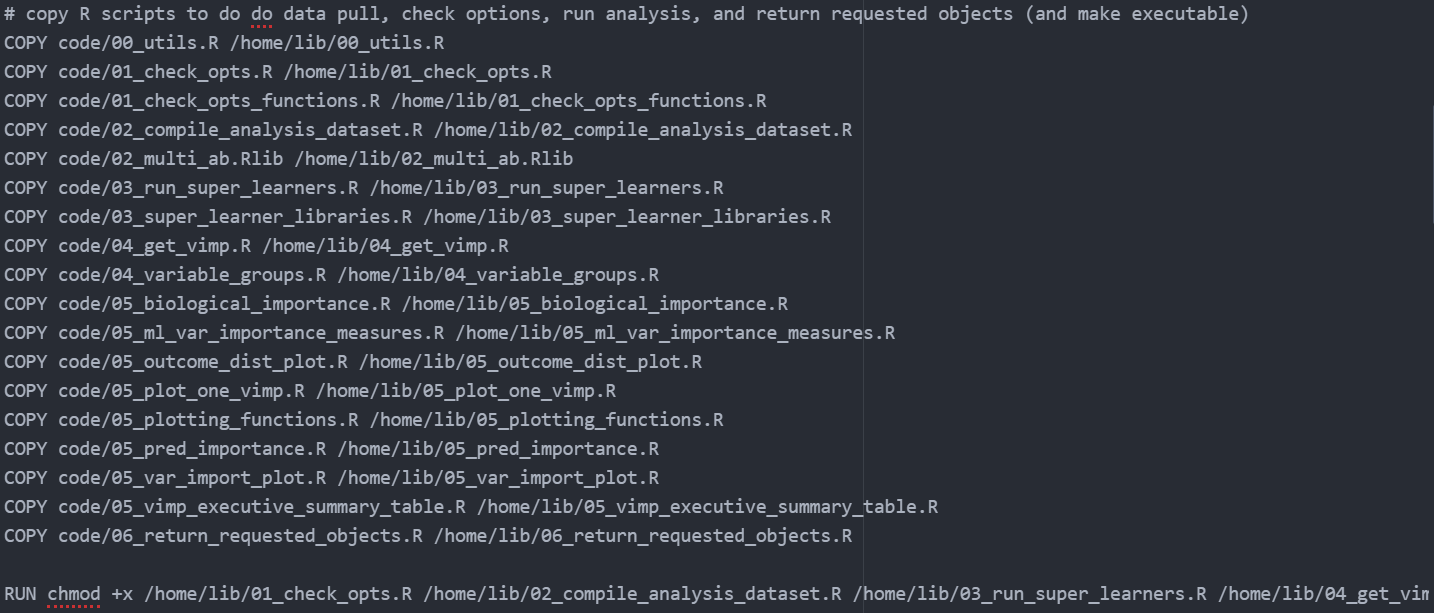 # copy R scripts to do do data pull, check options, run analysis, and return requested objects (and make executable)
COPY code/00_utils.R /home/lib/00_utils.R
COPY code/01_check_opts.R /home/lib/01_check_opts.R
COPY code/01_check_opts_functions.R /home/lib/01_check_opts_functions.R
COPY code/02_compile_analysis_dataset.R /home/lib/02_compile_analysis_dataset.R
COPY code/02_multi_ab.Rlib /home/lib/02_multi_ab.Rlib
COPY code/03_run_super_learners.R /home/lib/03_run_super_learners.R
COPY code/03_super_learner_libraries.R /home/lib/03_super_learner_libraries.R
COPY code/04_get_vimp.R /home/lib/04_get_vimp.R
COPY code/04_variable_groups.R /home/lib/04_variable_groups.R
COPY code/05_biological_importance.R /home/lib/05_biological_importance.R
COPY code/05_ml_var_importance_measures.R /home/lib/05_ml_var_importance_measures.R
COPY code/05_outcome_dist_plot.R /home/lib/05_outcome_dist_plot.R
COPY code/05_plot_one_vimp.R /home/lib/05_plot_one_vimp.R
COPY code/05_plotting_functions.R /home/lib/05_plotting_functions.R
COPY code/05_pred_importance.R /home/lib/05_pred_importance.R
COPY code/05_var_import_plot.R /home/lib/05_var_import_plot.R
COPY code/05_vimp_executive_summary_table.R /home/lib/05_vimp_executive_summary_table.R
COPY code/06_return_requested_objects.R /home/lib/06_return_requested_objects.R
RUN chmod +x /home/lib/01_check_opts.R /home/lib/02_compile_analysis_dataset.R /home/lib/03_run_super_learners.R /home/lib/04_get_vim